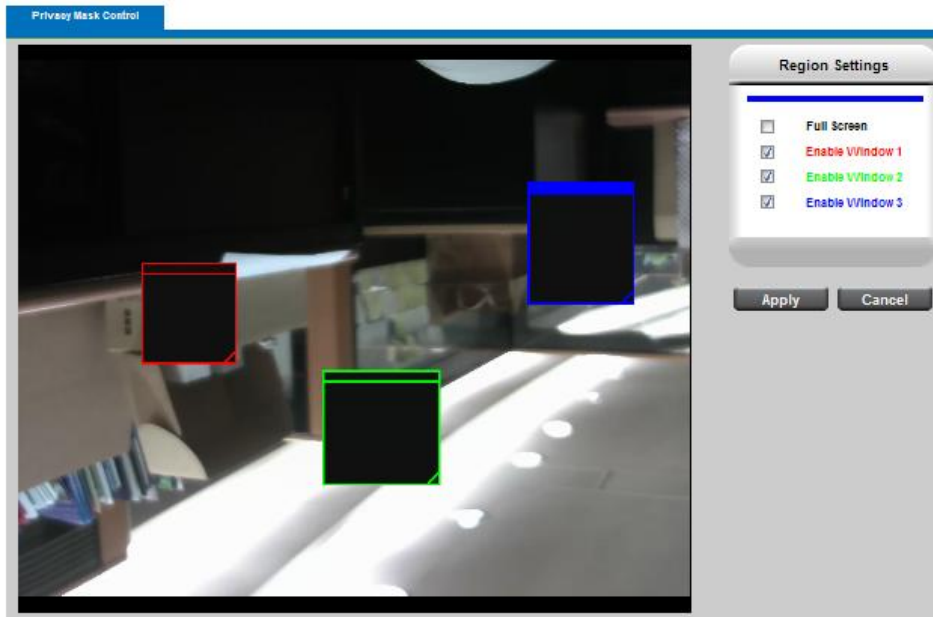 Privacy Mask Control
Region Settings
Full Screen
Enable Window 1
Enable Window 2
Enable Window 3
Apply
Cancel